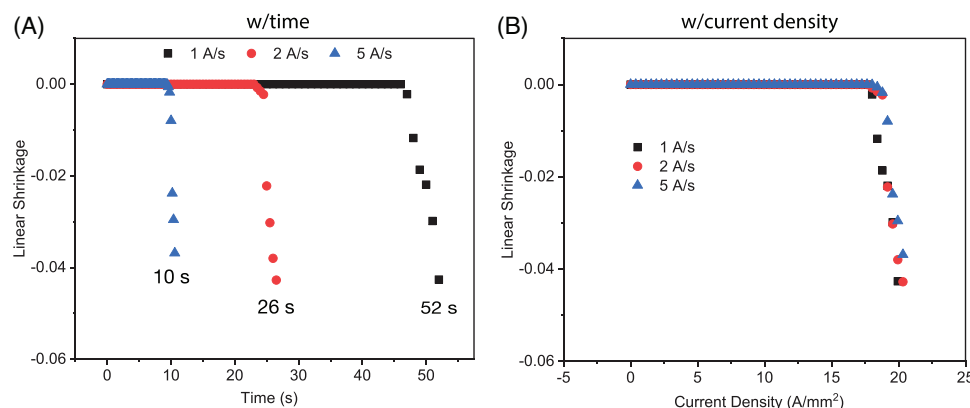 (A)
w/time
1 A/s 2 A/s 5 A/s
0.00
-0.02
-0.04
-0.06
Linear Shrinkage
10 s
26 s
52 s
0 10 20 30 40 50
Time (s)
(B)
w/current density
0.00
-0.02
-0.04
-0.06
Linear Shrinkage
1 A/s
2 A/s
5 A/s
-5 0 5 10 15 20 25
Current Density (A/mm²)